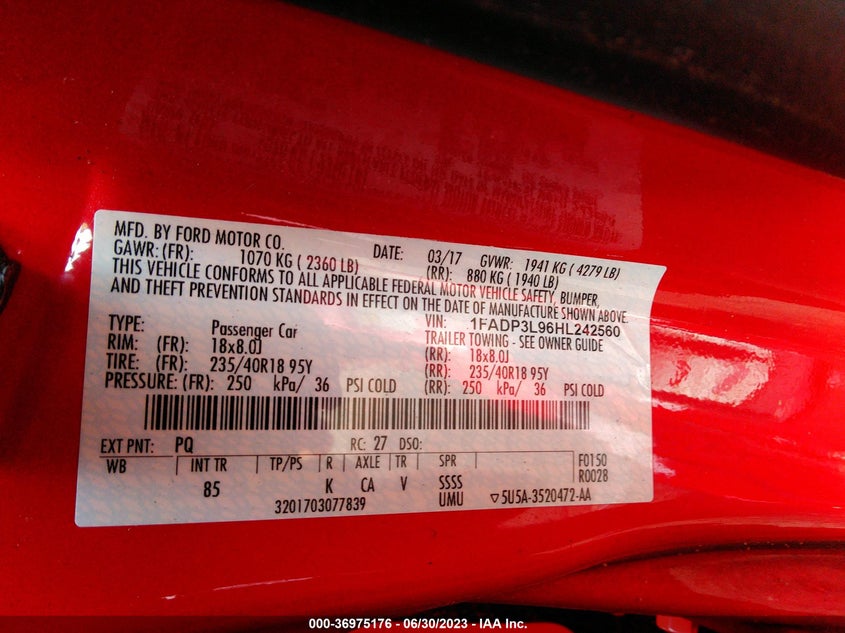 MFD. BY FORD MOTOR CO.
DATE: 03/17 GVWR: 1941 KG ( 4279 LB)
GAWR: (FR): 1070 KG ( 2360 LB) (RR): 880 KG ( 1940 LB)
THIS VEHICLE CONFORMS TO ALL APPLICABLE FEDERAL MOTOR VEHICLE SAFETY, BUMPER,
AND THEFT PREVENTION STANDARDS IN EFFECT ON THE DATE OF MANUFACTURE SHOWN ABOVE.
VIN: 1FADP3L96HL242560
TYPE: Passenger Car TRAILER TOWING - SEE OWNER GUIDE
RIM: (FR): 18x8.0J (RR): 18x8.0J
TIRE: (FR): 235/40R18 95Y (RR): 235/40R18 95Y
PRESSURE: (FR): 250 kPa/ 36 PSI COLD (RR): 250 kPa/ 36 PSI COLD
EXT PNT: PQ RC: 27 DSO:
WB INT TR TP/PS R AXLE TR SPR F0150
85 K CA V SSSS R0028
3201703077839 UMU ▽5U5A-3520472-AA
000-36975176 - 06/30/2023 - IAA Inc.